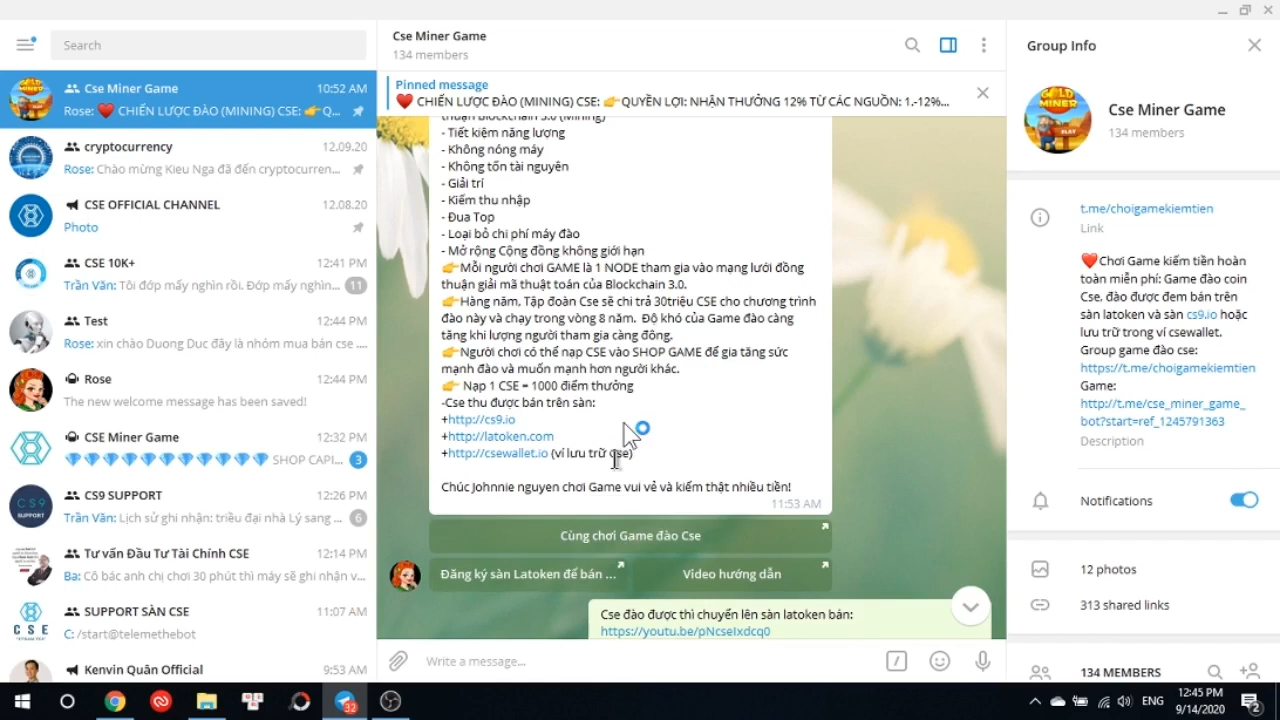 Search
Cse Miner Game
10:52 AM
Rose: ❤️ CHIẾN LƯỢC ĐÀO (MINING) CSE: 👉Q...
cryptocurrency
12.09.20
Rose: Chào mừng Kieu Nga đã đến cryptocurren...
CSE OFFICIAL CHANNEL
12.08.20
Photo
CSE 10K+
12:41 PM
Trần Văn: Tôi đớp mấy nghìn rồi. Đớp mấy nghìn...
11
Test
12:44 PM
Rose: xin chào Duong Duc đây là nhóm mua bán cse ....
Rose
12:44 PM
The new welcome message has been saved!
CSE Miner Game
12:32 PM
💎💎💎💎💎💎💎💎💎💎 SHOP CAPI...
3
CS9 SUPPORT
12:26 PM
Trần Văn: Lịch sử ghi nhận: triều đại nhà Lý sang ...
6
Tư vấn Đầu Tư Tài Chính CSE
12:14 PM
Ba: Cô bác anh chị chơi 30 phút thì máy sẽ ghi nhận v...
SUPPORT SÀN CSE
11:07 AM
C: /start@telemethebot
Kenvin Quân Official
9:53 AM
Cse Miner Game
134 members
Pinned message
❤️ CHIẾN LƯỢC ĐÀO (MINING) CSE: 👉QUYỀN LỢI: NHẬN THƯỞNG 12% TỪ CÁC NGUỒN: 1.-12%...
thuận Blockchain 3.0 (Mining)
- Tiết kiệm năng lượng
- Không nóng máy
- Không tốn tài nguyên
- Giải trí
- Kiếm thu nhập
- Đua Top
- Loại bỏ chi phí máy đào
- Mở rộng Cộng đồng không giới hạn
👉Mỗi người chơi GAME là 1 NODE tham gia vào mạng lưới đồng
thuận giải mã thuật toán của Blockchain 3.0.
👉Hàng năm, Tập đoàn Cse sẽ chi trả 30triệu CSE cho chương trình
đào này và chạy trong vòng 8 năm. Độ khó của Game đào càng
tăng khi lượng người tham gia càng đông.
👉Người chơi có thể nạp CSE vào SHOP GAME để gia tăng sức
mạnh đào và muốn mạnh hơn người khác.
👉 Nạp 1 CSE = 1000 điểm thưởng
-Cse thu được bán trên sàn:
+http://cs9.io
+http://latoken.com
+http://csewallet.io (ví lưu trữ cse)
Chúc Johnnie nguyen chơi Game vui vẻ và kiếm thật nhiều tiền!
11:53 AM
Cùng chơi Game đào Cse
Đăng ký sàn Latoken để bán ...
Video hướng dẫn
Cse đào được thì chuyển lên sàn latoken bán:
https://youtu.be/pNcseIxdcq0
Write a message...
Group Info
Cse Miner Game
134 members
t.me/choigamekiemtien
Link
❤️Chơi Game kiếm tiền hoàn
toàn miễn phí: Game đào coin
Cse, đào được đem bán trên
sàn latoken và sàn cs9.io hoặc
lưu trữ trong ví csewallet.
Group game đào cse:
https://t.me/choigamekiemtien
Game:
http://t.me/cse_miner_game_
bot?start=ref_1245791363
Description
Notifications
12 photos
313 shared links
134 MEMBERS
32
ENG
12:45 PM
9/14/2020
2